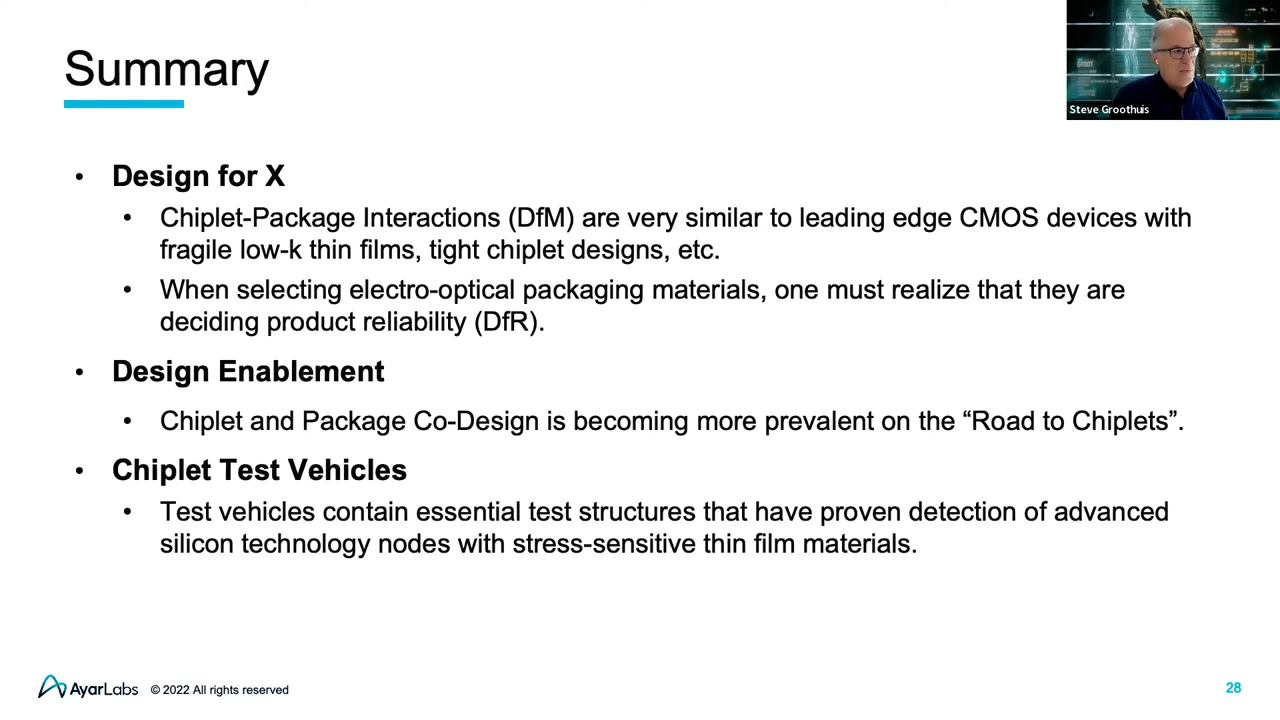 Summary
Steve Groothuis
• Design for X
• Chiplet-Package Interactions (DfM) are very similar to leading edge CMOS devices with
fragile low-k thin films, tight chiplet designs, etc.
• When selecting electro-optical packaging materials, one must realize that they are
deciding product reliability (DfR).
• Design Enablement
• Chiplet and Package Co-Design is becoming more prevalent on the “Road to Chiplets”.
• Chiplet Test Vehicles
• Test vehicles contain essential test structures that have proven detection of advanced
silicon technology nodes with stress-sensitive thin film materials.
AyarLabs © 2022 All rights reserved
28